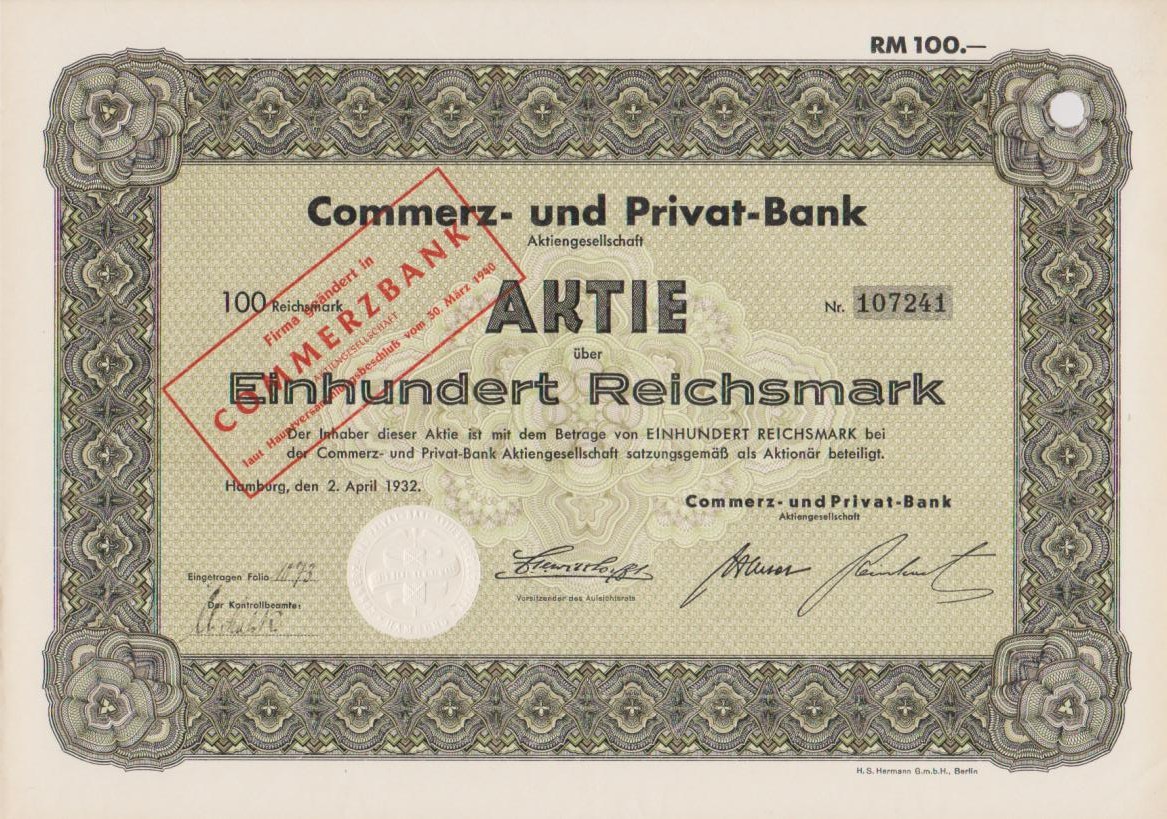 RM 100.—
Commerz- und Privat-Bank
Aktiengesellschaft
100 Reichsmark
AKTIE
Nr. 107241
über
Einhundert Reichsmark
Der Inhaber dieser Aktie ist mit dem Betrage von EINHUNDERT REICHSMARK bei
der Commerz- und Privat-Bank Aktiengesellschaft satzungsgemäß als Aktionär beteiligt.
Hamburg, den 2. April 1932.
Commerz- und Privat-Bank
Aktiengesellschaft
Firma geändert in
COMMERZBANK
AKTIENGESELLSCHAFT
laut Hauptversammlungsbeschluß vom 30. März 1940
Eingetragen Folio
Der Kontrollbeamte:
Vorsitzender des Aufsichtsrats
H. S. Hermann G.m.b.H., Berlin